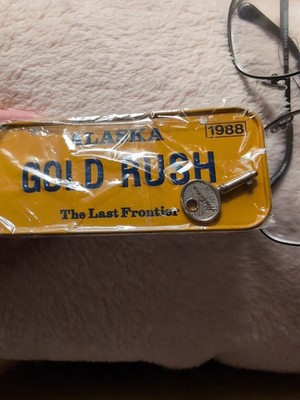 ALASKA 1988
GOLD RUSH
The Last Frontier